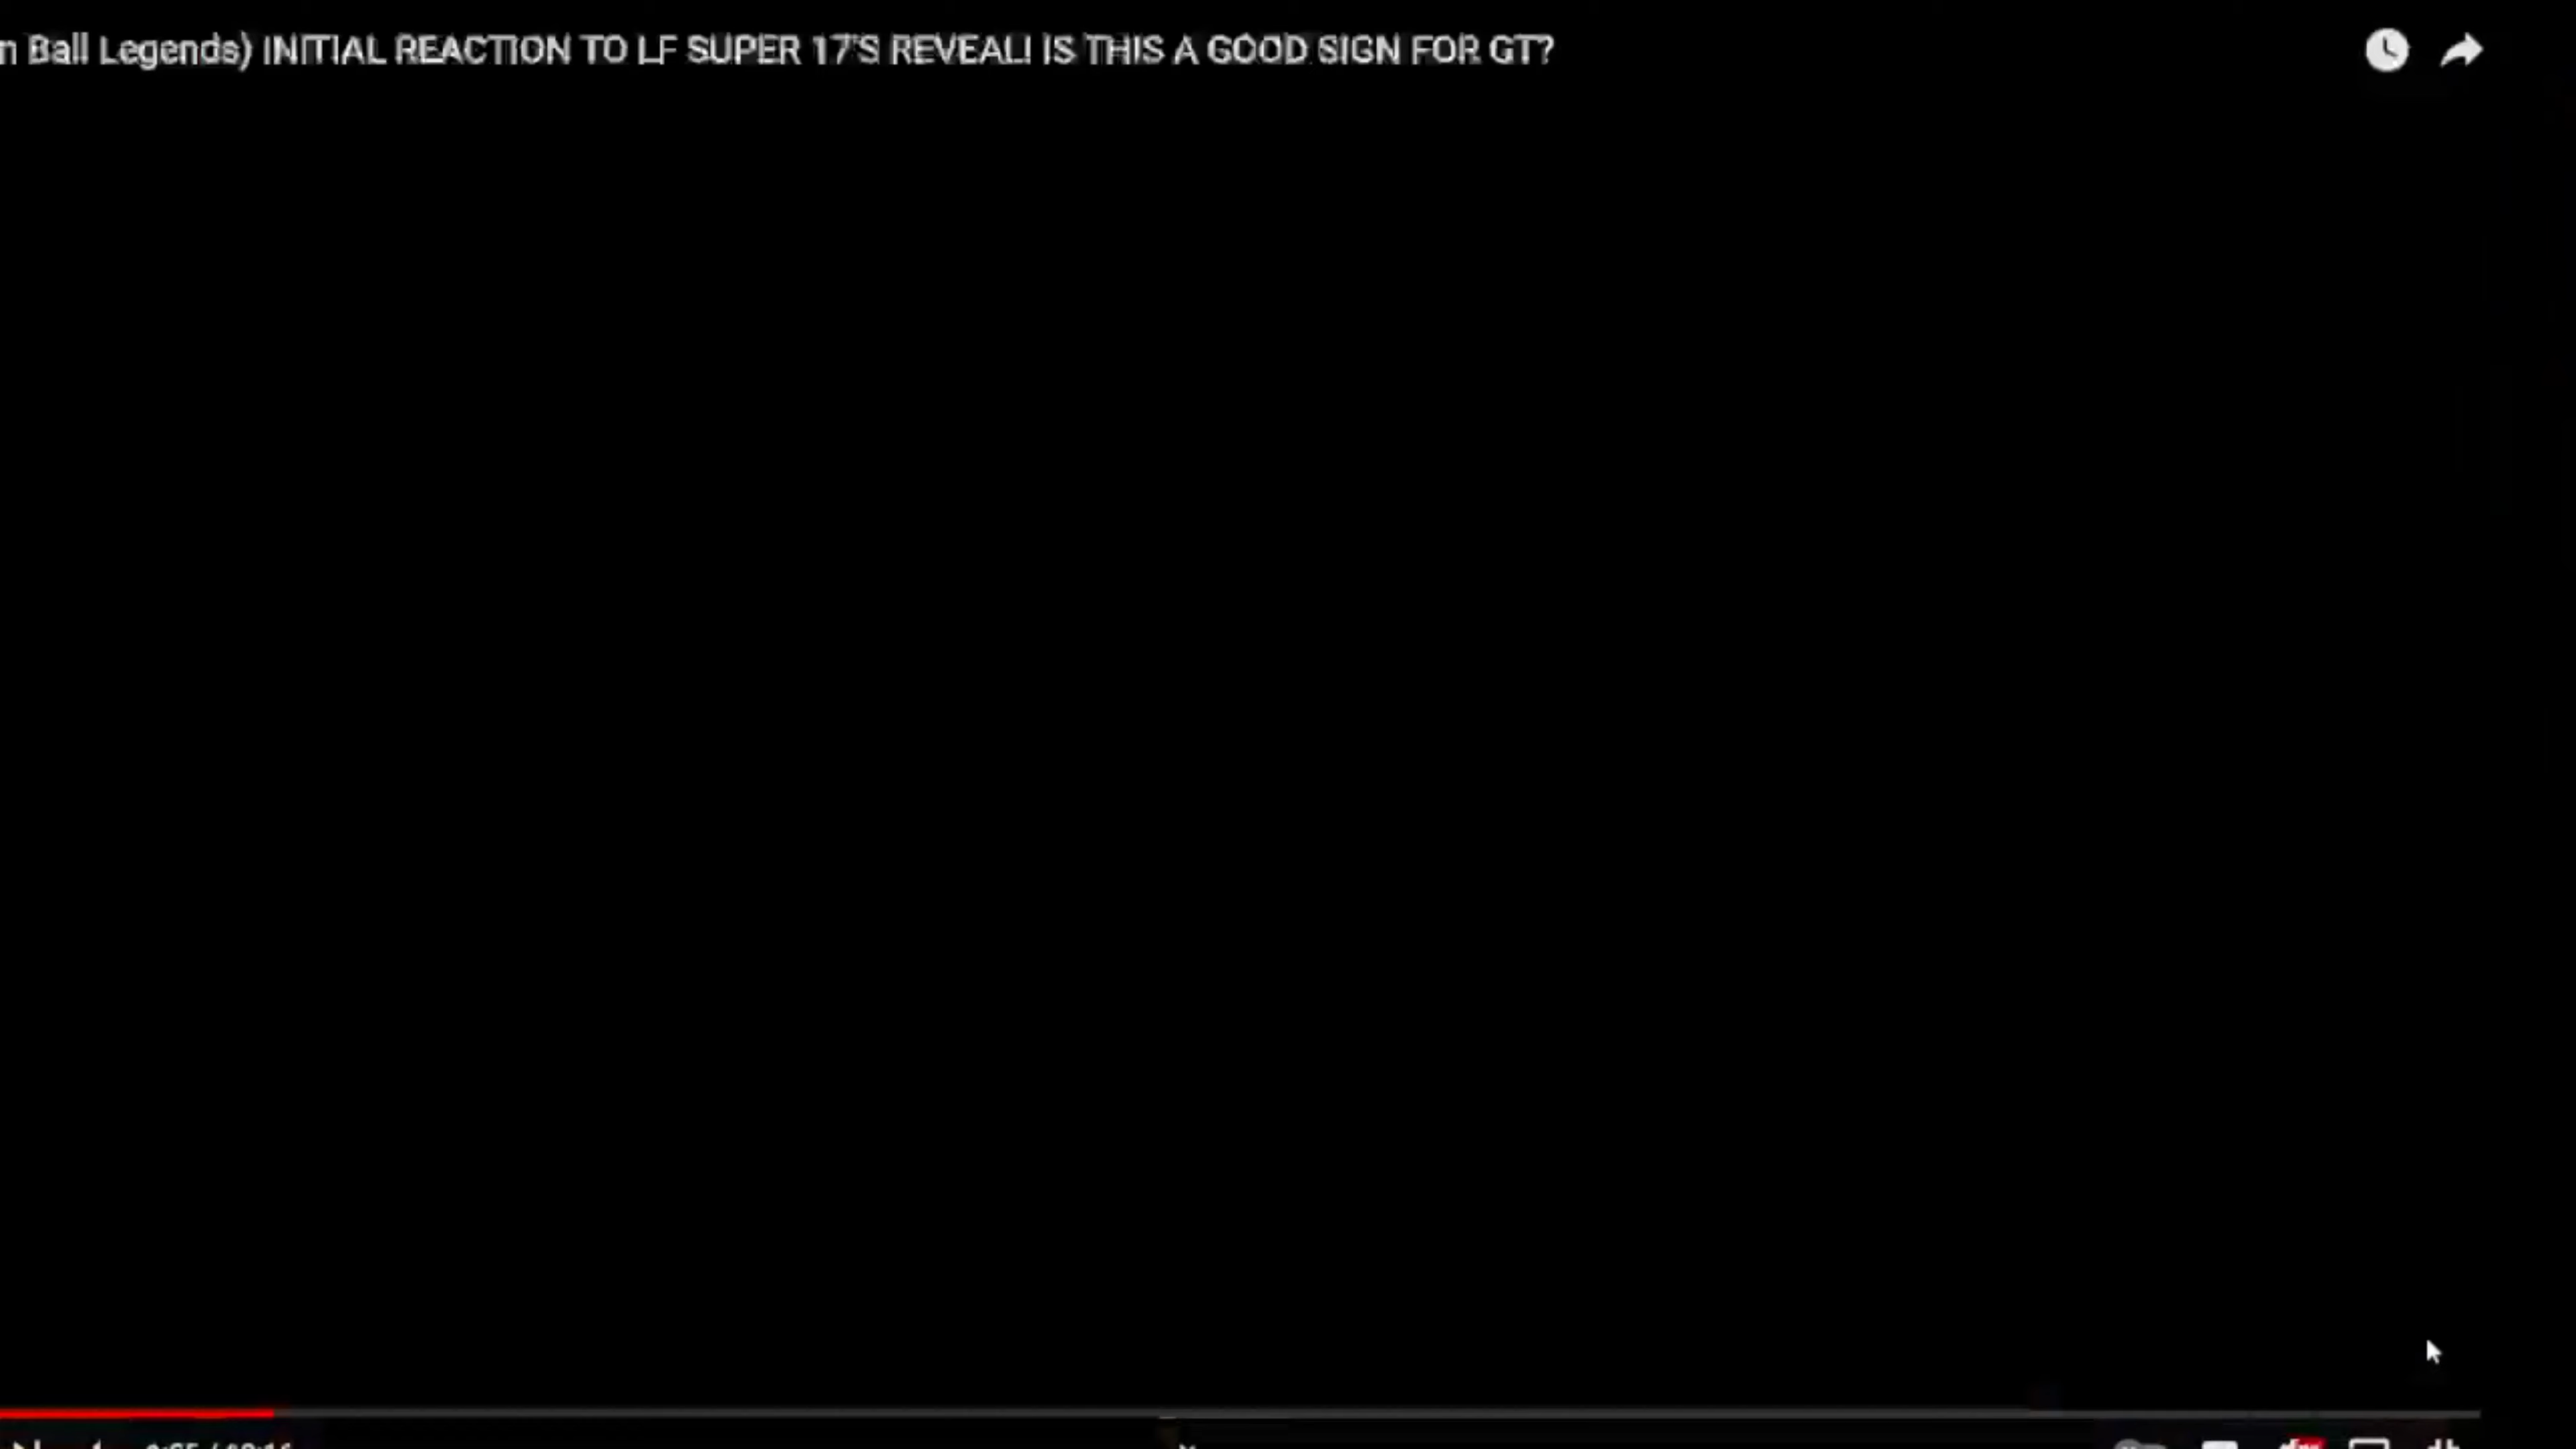 n Ball Legends) INITIAL REACTION TO LF SUPER 17'S REVEAL! IS THIS A GOOD SIGN FOR GT?